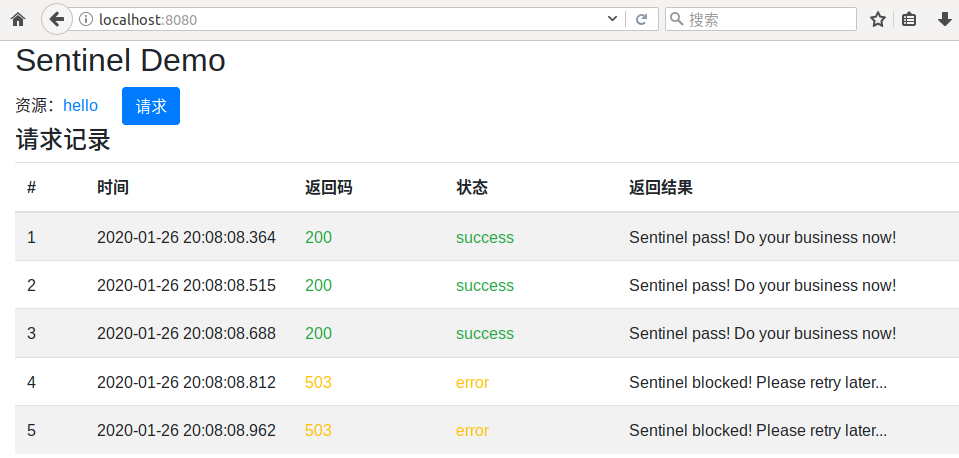 localhost:8080
搜索
Sentinel Demo
资源：hello 请求
请求记录
# 时间 返回码 状态 返回结果
1 2020-01-26 20:08:08.364 200 success Sentinel pass! Do your business now!
2 2020-01-26 20:08:08.515 200 success Sentinel pass! Do your business now!
3 2020-01-26 20:08:08.688 200 success Sentinel pass! Do your business now!
4 2020-01-26 20:08:08.812 503 error Sentinel blocked! Please retry later...
5 2020-01-26 20:08:08.962 503 error Sentinel blocked! Please retry later...